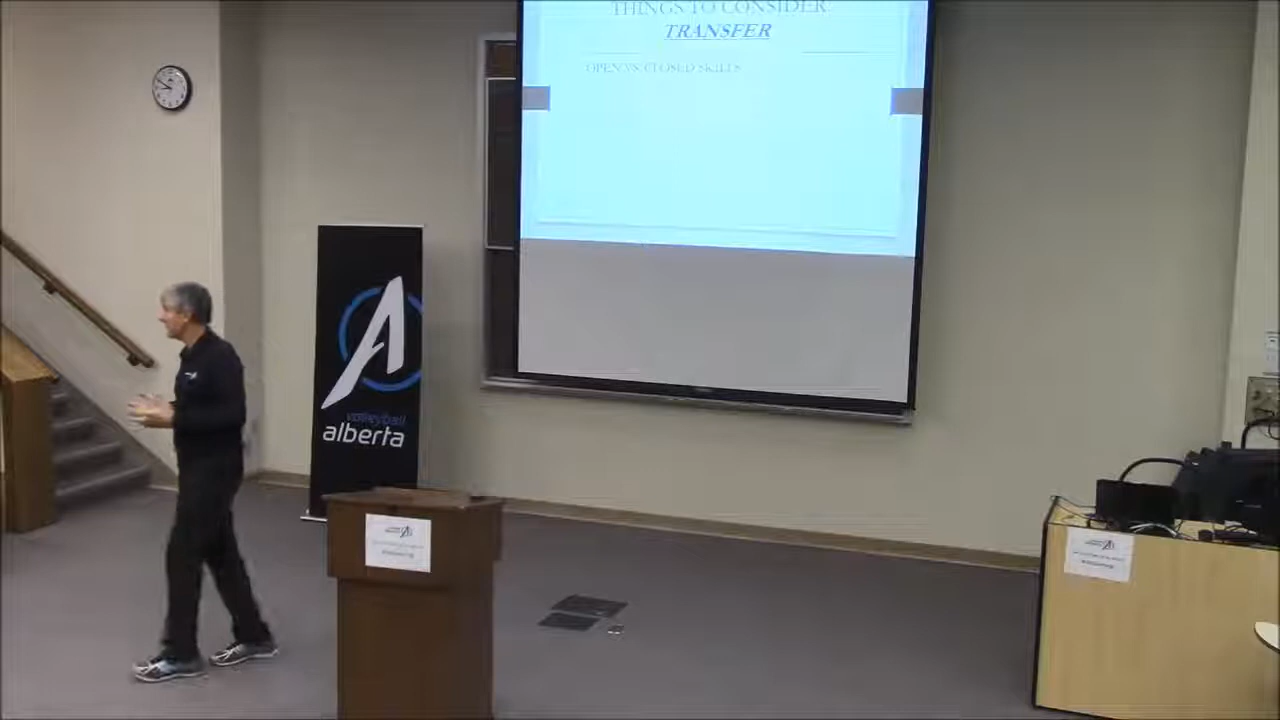 THINGS TO CONSIDER
TRANSFER
OPEN VS CLOSED SKILLS
volleyball
alberta